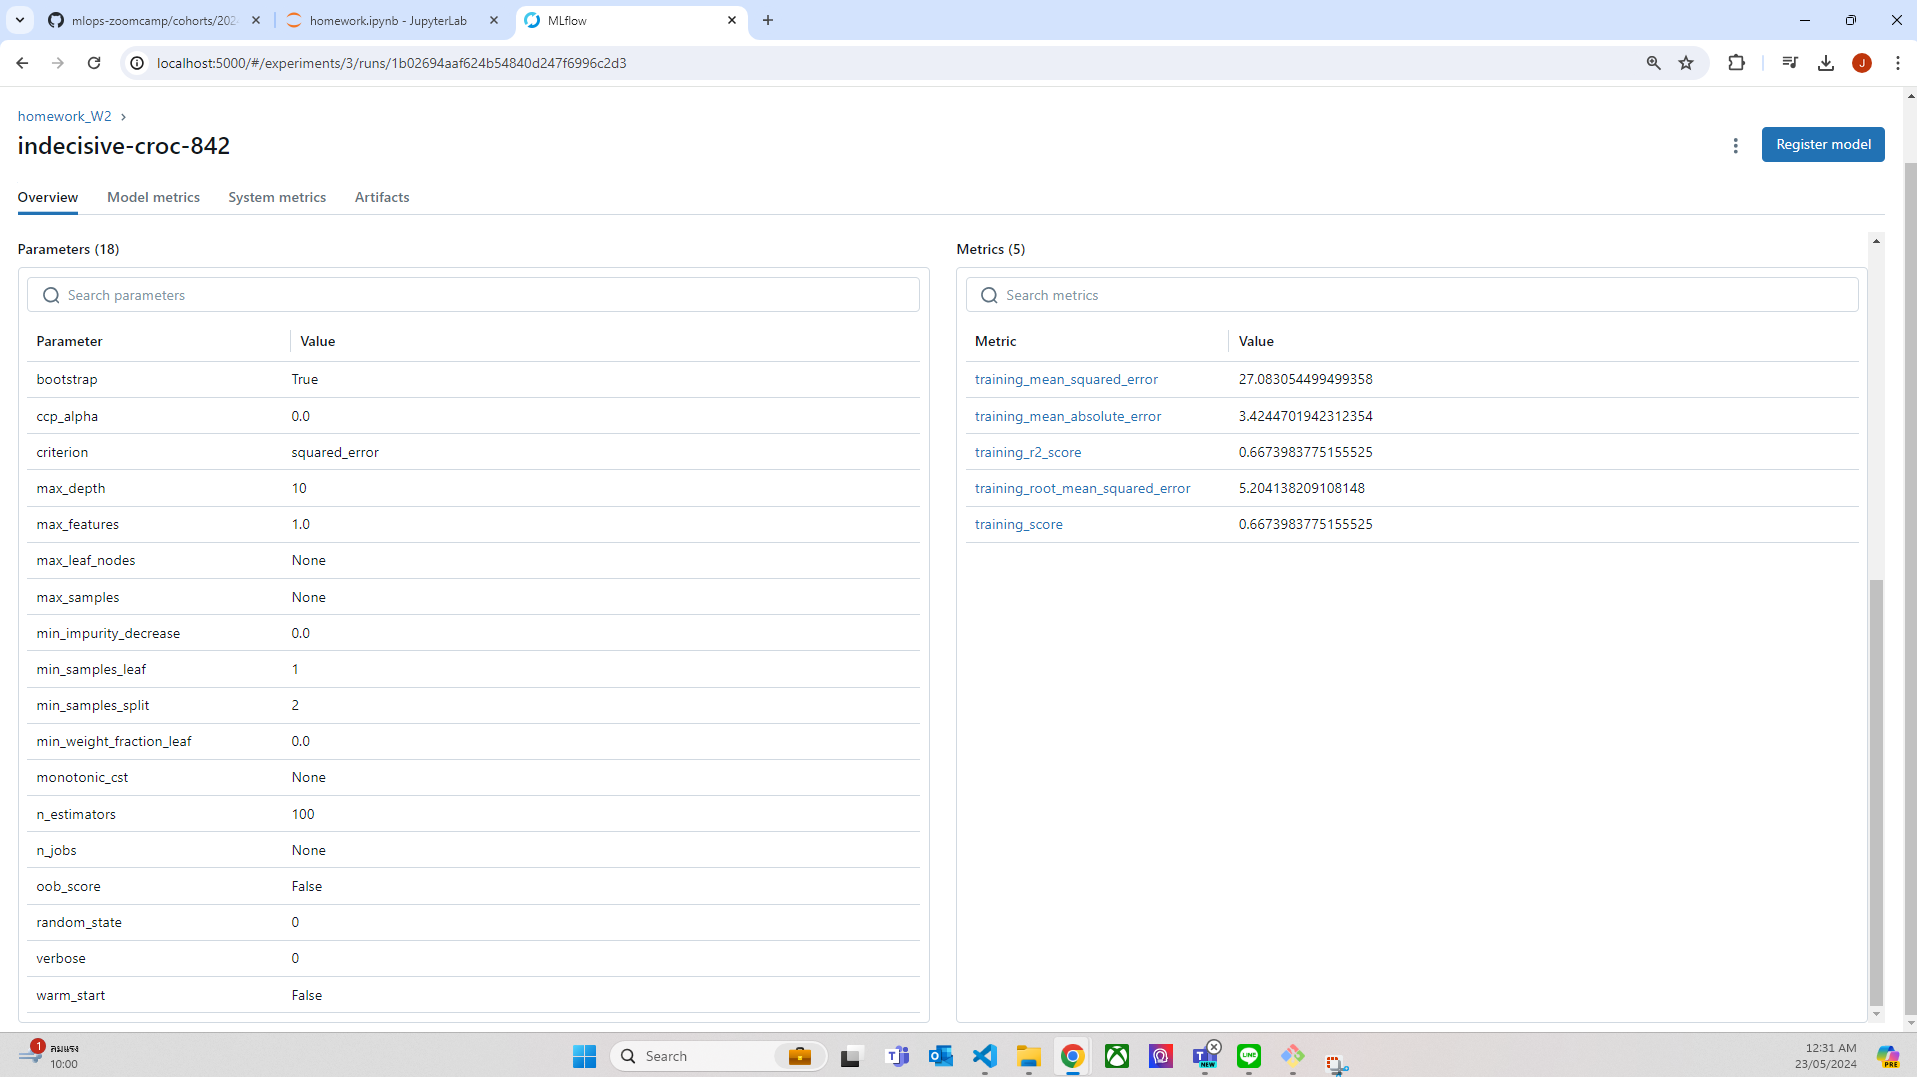 mlops-zoomcamp/cohorts/202
homework.ipynb - JupyterLab
MLflow
localhost:5000/#/experiments/3/runs/1b02694aaf624b54840d247f6996c2d3
J
homework_W2
indecisive-croc-842
Register model
Overview
Model metrics
System metrics
Artifacts
Parameters (18)
Search parameters
Parameter Value
bootstrap True
ccp_alpha 0.0
criterion squared_error
max_depth 10
max_features 1.0
max_leaf_nodes None
max_samples None
min_impurity_decrease 0.0
min_samples_leaf 1
min_samples_split 2
min_weight_fraction_leaf 0.0
monotonic_cst None
n_estimators 100
n_jobs None
oob_score False
random_state 0
verbose 0
warm_start False
Metrics (5)
Search metrics
Metric Value
training_mean_squared_error 27.083054499499358
training_mean_absolute_error 3.4244701942312354
training_r2_score 0.6673983775155525
training_root_mean_squared_error 5.204138209108148
training_score 0.6673983775155525
1
ลมแรง
10:00
Search
NEW
LINE
12:31 AM
23/05/2024
PRE